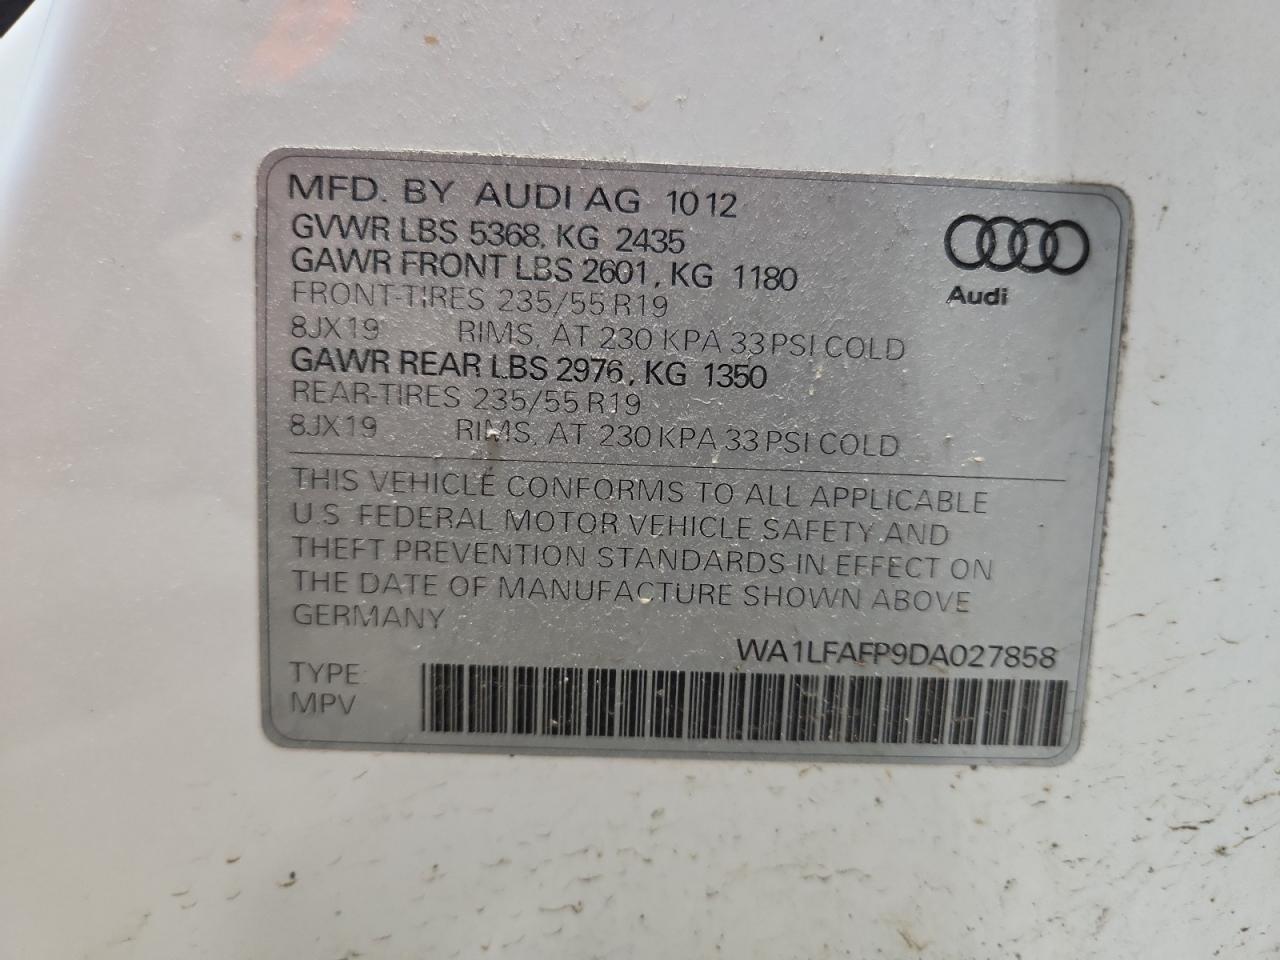 MFD. BY AUDI AG 10 12
GVWR LBS 5368, KG 2435
GAWR FRONT LBS 2601, KG 1180
FRONT-TIRES 235/55 R19
8JX19 RIMS, AT 230 KPA 33 PSI COLD
GAWR REAR LBS 2976, KG 1350
REAR-TIRES 235/55 R19
8JX19 RIMS, AT 230 KPA 33 PSI COLD
Audi
THIS VEHICLE CONFORMS TO ALL APPLICABLE
U.S. FEDERAL MOTOR VEHICLE SAFETY AND
THEFT PREVENTION STANDARDS IN EFFECT ON
THE DATE OF MANUFACTURE SHOWN ABOVE
GERMANY
WA1LFAFP9DA027858
TYPE:
MPV